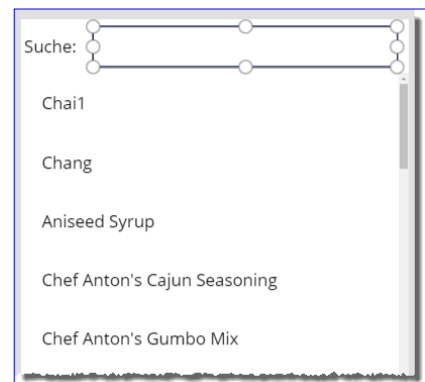 Suche:
Chai1
Chang
Aniseed Syrup
Chef Anton's Cajun Seasoning
Chef Anton's Gumbo Mix